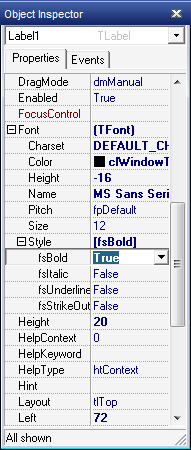 Object Inspector
Label1 TLabel
Properties Events
DragMode dmManual
Enabled True
FocusControl
Font (TFont)
Charset DEFAULT_CH
Color clWindowT
Height -16
Name MS Sans Seri
Pitch fpDefault
Size 12
Style [fsBold]
fsBold True
fsItalic False
fsUnderline False
fsStrikeOut False
Height 20
HelpContext 0
HelpKeyword
HelpType htContext
Hint
Layout tlTop
Left 72
All shown